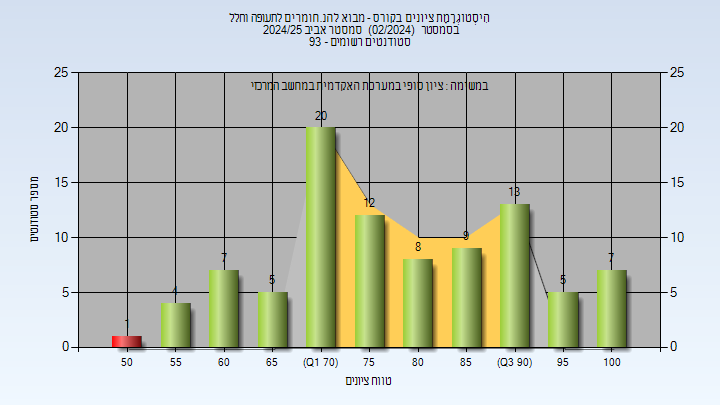 היסטוגרמת ציונים בקורס - מבוא להנ.חומרים לתעופה וחלל
בסמסטר (02/2024) סמסטר אביב 2024/25
סטודנטים רשומים - 93
במשימה : ציון סופי במערכת האקדמית במחשב המרכזי
25 25
20 20
15 15
10 10
5 5
0 0
1 4 7 5 20 12 8 9 13 5 7
מספר סטודנטים
50 55 60 65 (Q1 70) 75 80 85 (Q3 90) 95 100
טווח ציונים